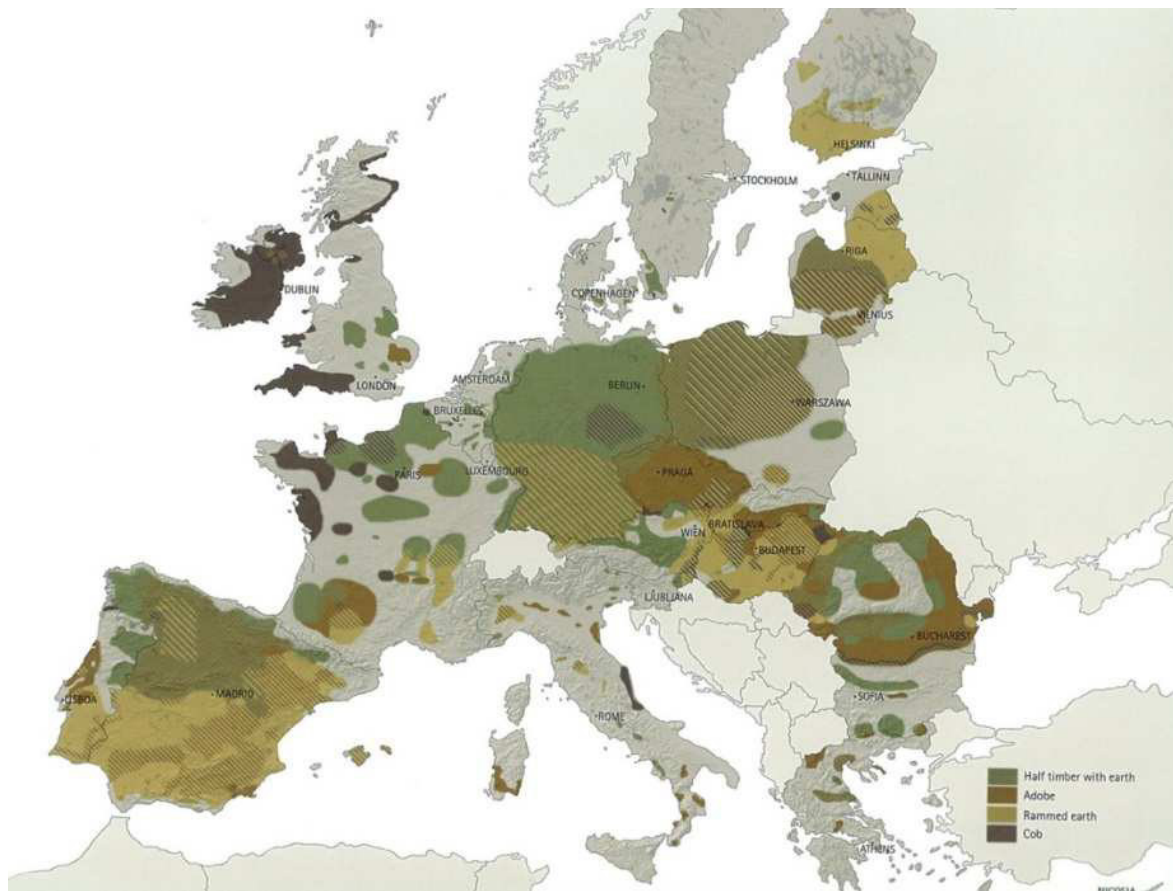 HELSINKI
TALLINN
STOCKHOLM
RIGA
COPENHAGEN
VILNIUS
DUBLIN
AMSTERDAM
BERLIN
LONDON
WARSZAWA
BRUXELLES
PARIS
LUXEMBOURG
PRAGA
WIEN
BRATISLAVA
BUDAPEST
LJUBLJANA
BUCHAREST
LISBOA
MADRID
SOFIA
ROME
ATHENS
NICOSIA
Half timber with earth
Adobe
Rammed earth
Cob